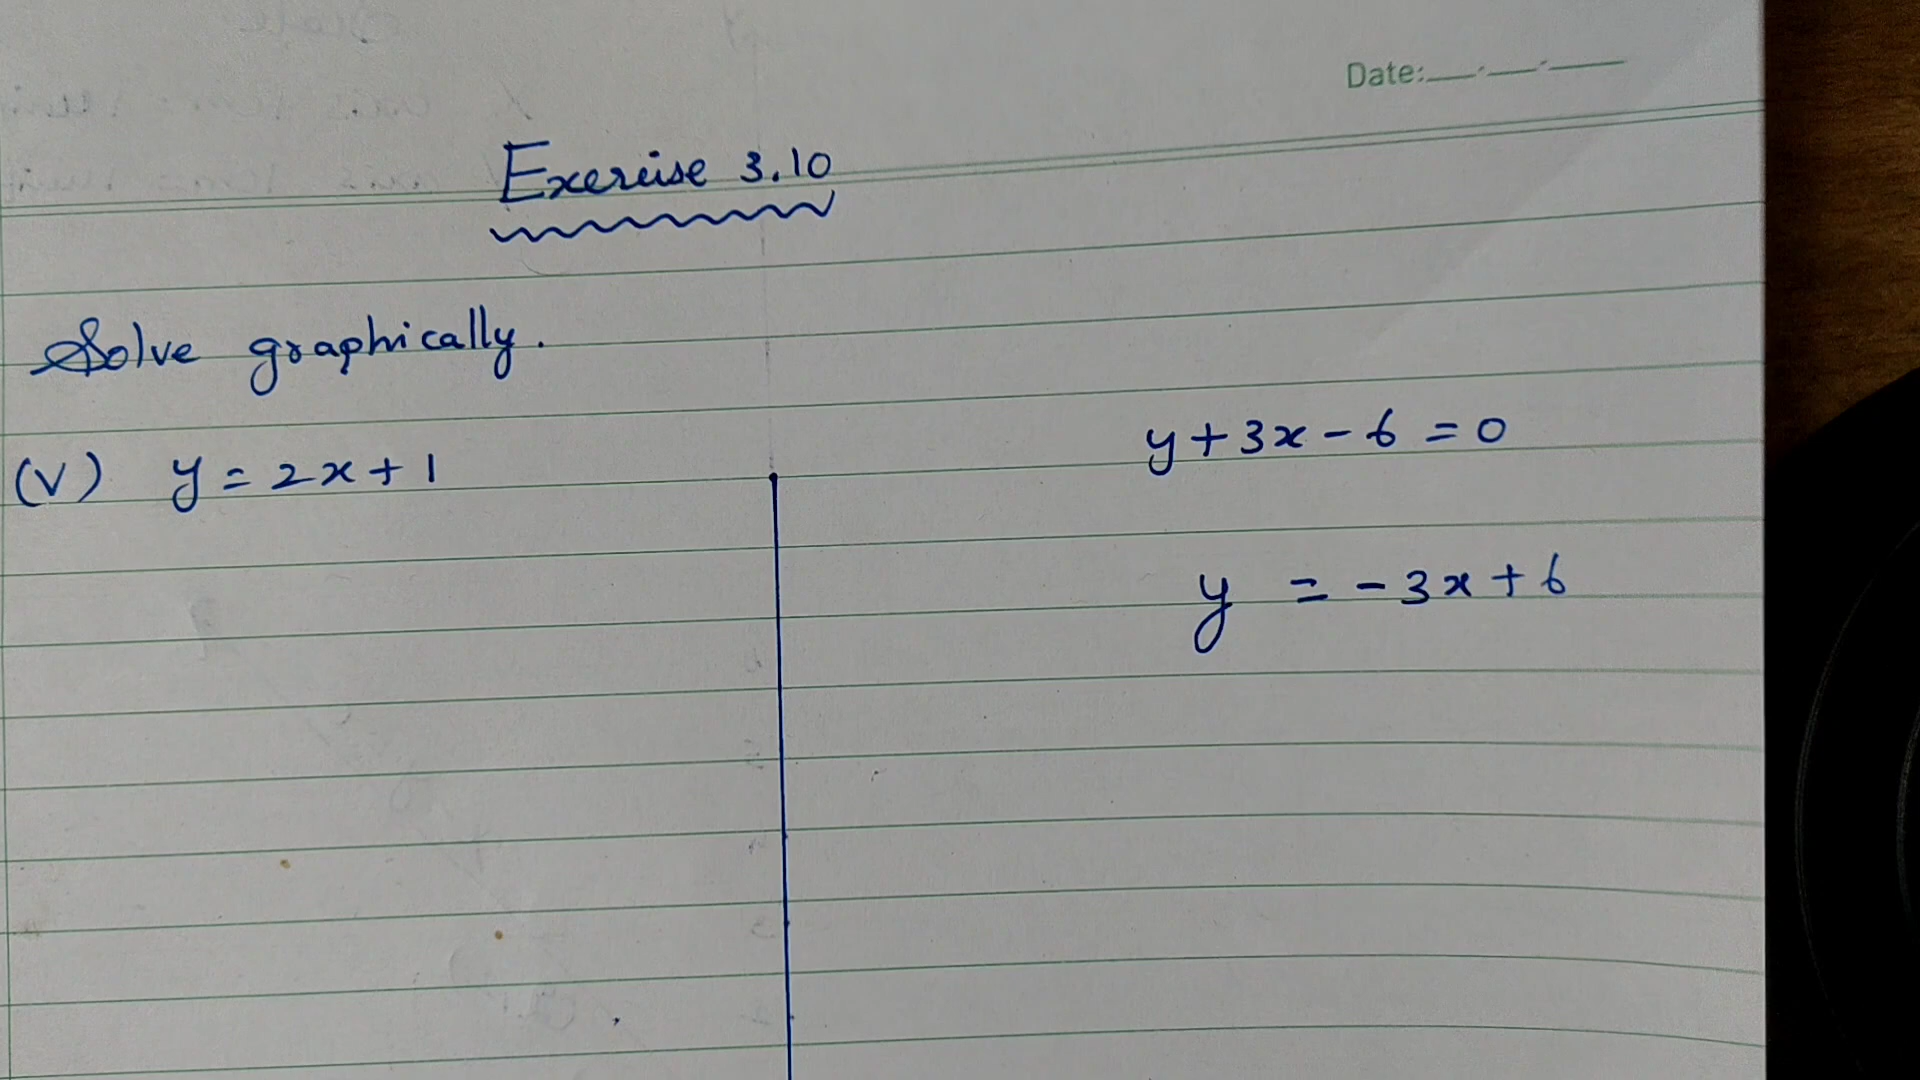 Date:
Exercise 3.10
Solve graphically.
(V) y = 2x + 1
y + 3x - 6 = 0
y = - 3x + 6